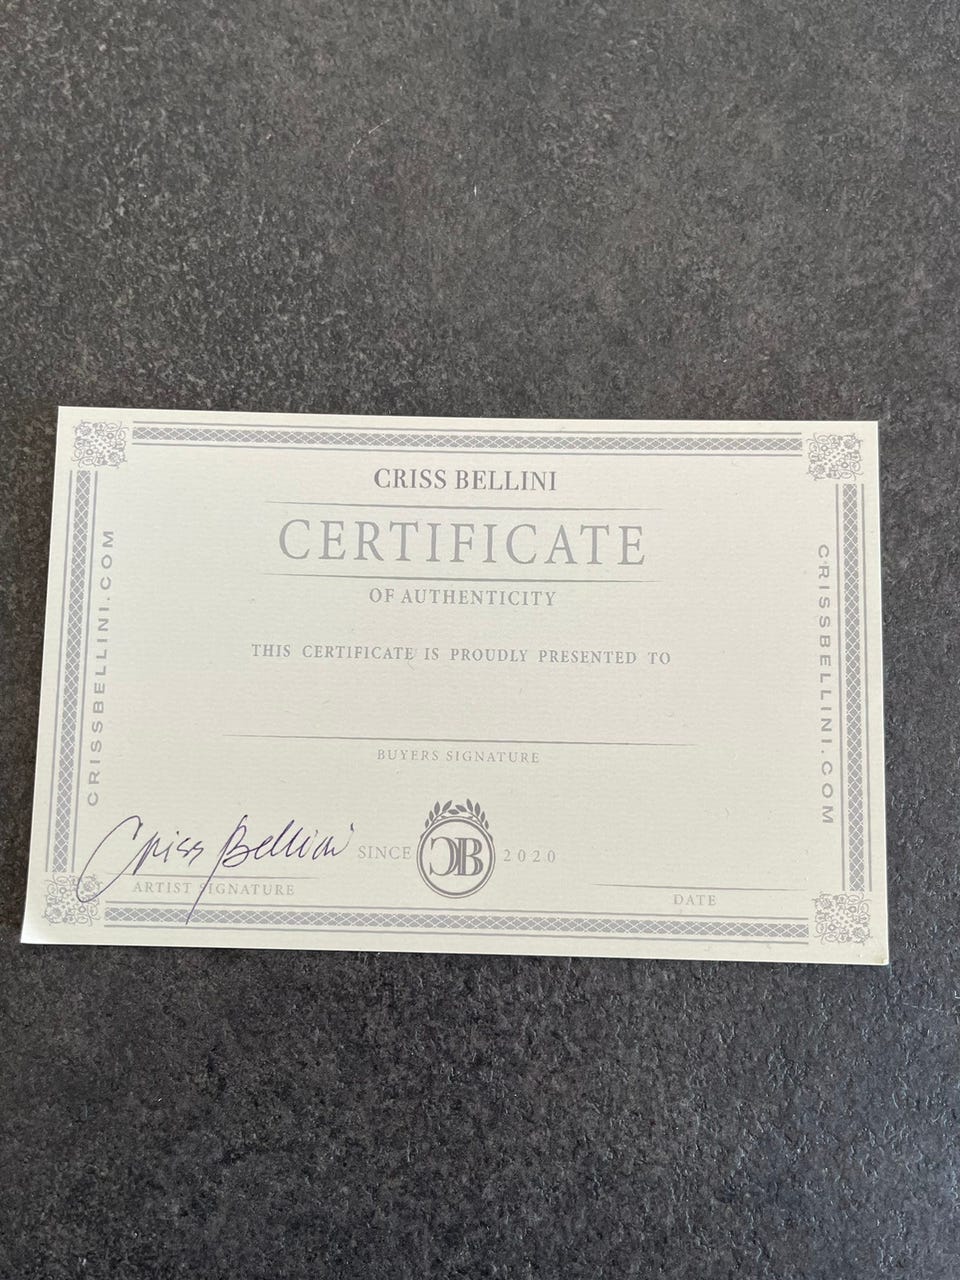 CRISS BELLINI
CERTIFICATE
OF AUTHENTICITY
THIS CERTIFICATE IS PROUDLY PRESENTED TO
BUYERS SIGNATURE
CRISSBELLINI.COM
CRISSBELLINI.COM
Criss Bellini
ARTIST SIGNATURE
SINCE CB 2020
DATE